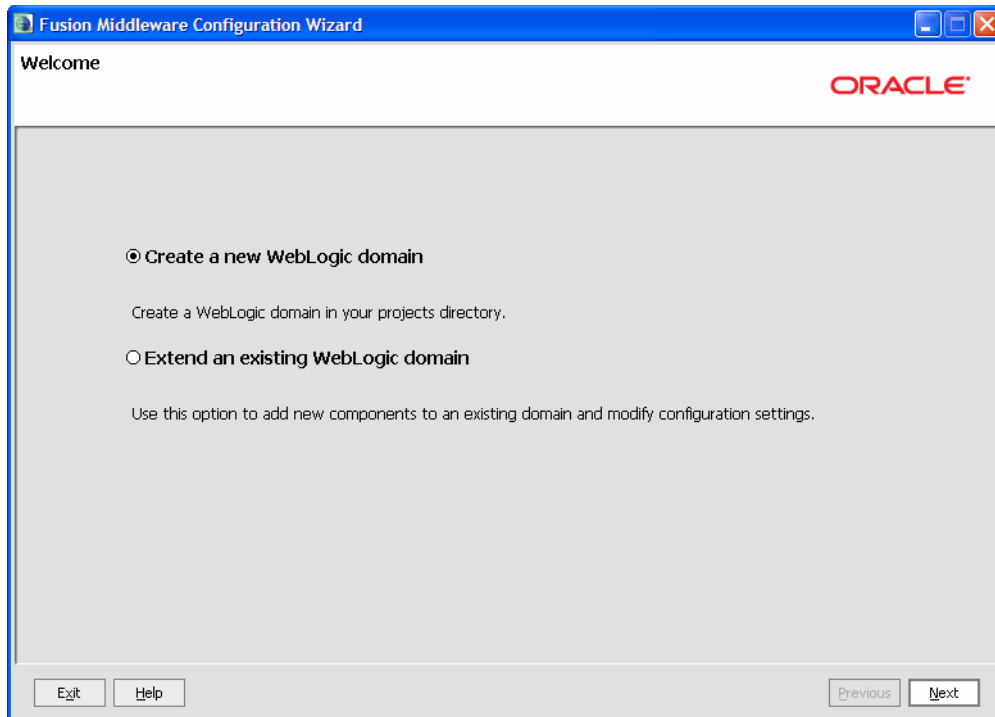 Fusion Middleware Configuration Wizard
Welcome
ORACLE
Create a new WebLogic domain
Create a WebLogic domain in your projects directory.
Extend an existing WebLogic domain
Use this option to add new components to an existing domain and modify configuration settings.
Exit Help Previous Next